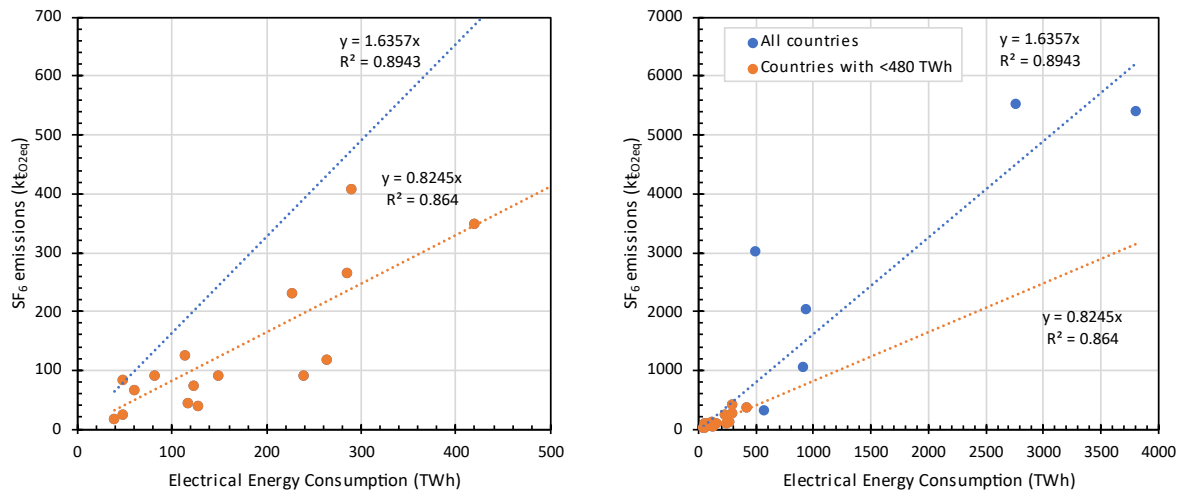 700
600
500
400
300
200
100
0
SF6 emissions (ktCO2eq)
y = 1.6357x
R² = 0.8943
y = 0.8245x
R² = 0.864
0 100 200 300 400 500
Electrical Energy Consumption (TWh)
7000
6000
5000
4000
3000
2000
1000
0
SF6 emissions (ktCO2eq)
All countries
Countries with <480 TWh
y = 1.6357x
R² = 0.8943
y = 0.8245x
R² = 0.864
0 500 1000 1500 2000 2500 3000 3500 4000
Electrical Energy Consumption (TWh)